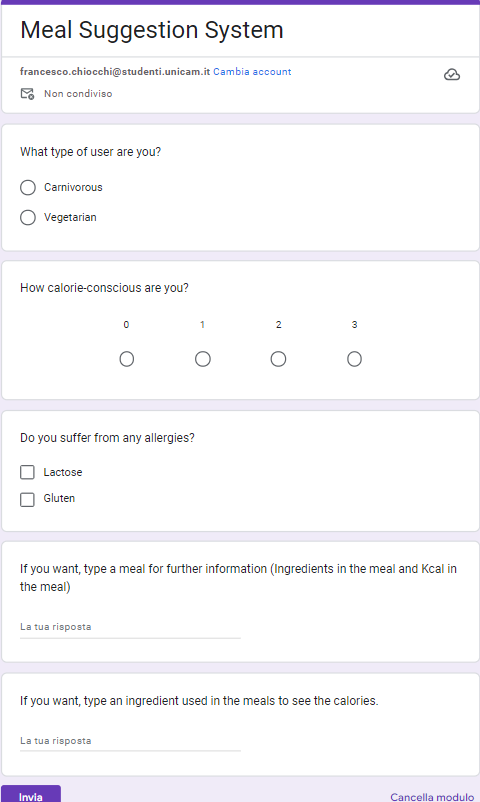 Meal Suggestion System
francesco.chiocchi@studenti.unicam.it Cambia account
Non condiviso
What type of user are you?
Carnivorous
Vegetarian
How calorie-conscious are you?
0 1 2 3
Do you suffer from any allergies?
Lactose
Gluten
If you want, type a meal for further information (Ingredients in the meal and Kcal in
the meal)
La tua risposta
If you want, type an ingredient used in the meals to see the calories.
La tua risposta
Invia Cancella modulo